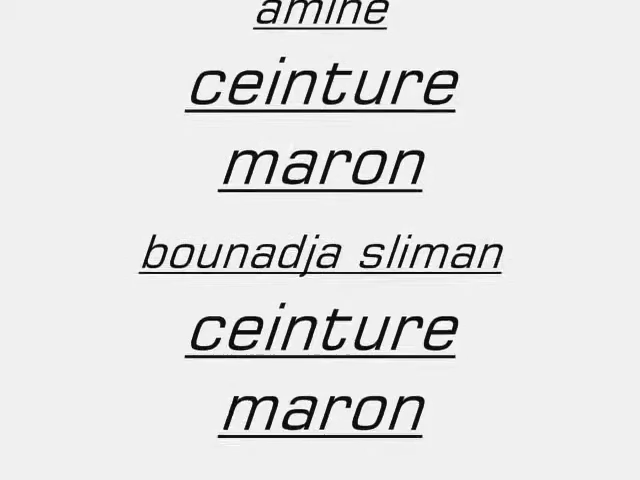 amine
ceinture
maron
bounadja sliman
ceinture
maron